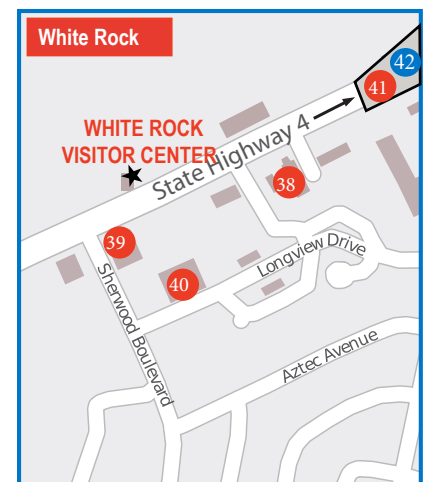 White Rock
42
41
WHITE ROCK
VISITOR CENTER
State Highway 4
38
39
Longview Drive
40
Sherwood Boulevard
Aztec Avenue